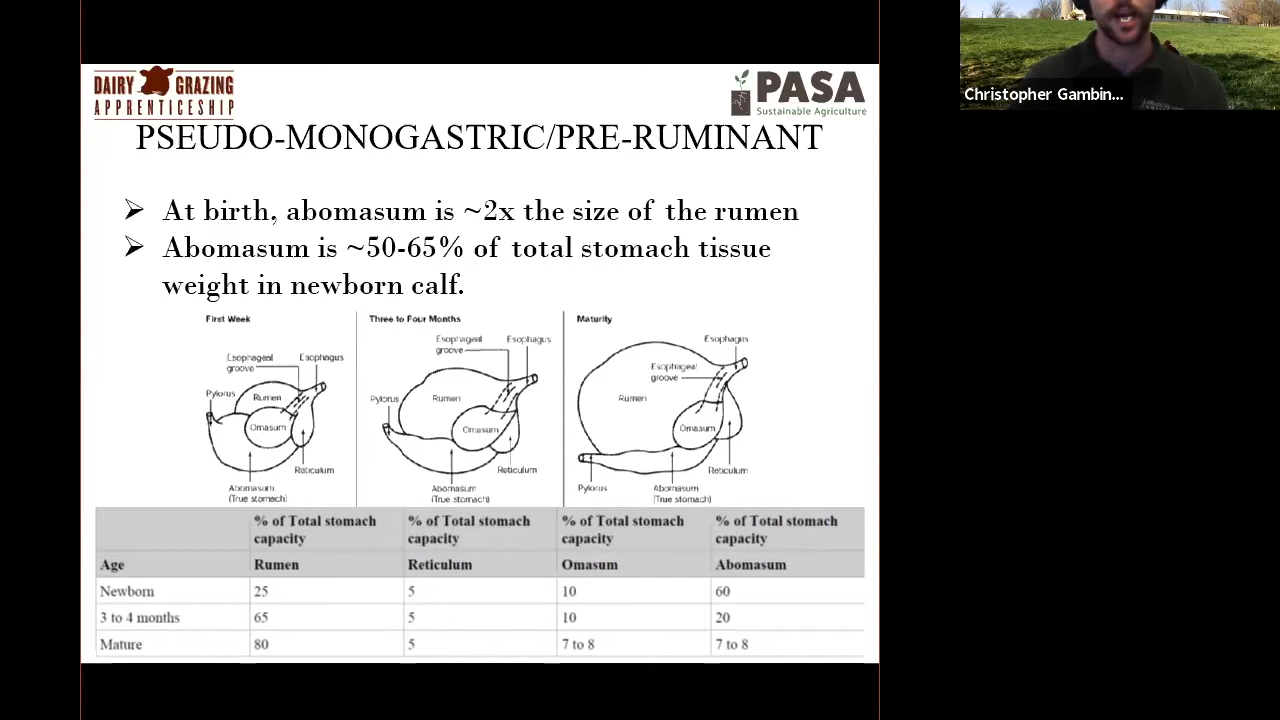 DAIRY GRAZING
APPRENTICESHIP
PASA
Sustainable Agriculture
Christopher Gambin...
PSEUDO-MONOGASTRIC/PRE-RUMINANT
➢ At birth, abomasum is ~2x the size of the rumen
➢ Abomasum is ~50-65% of total stomach tissue
weight in newborn calf.
First Week
Esophageal
groove
Esophagus
Pylorus
Rumen
Omasum
Reticulum
Abomasum
(True stomach)
Three to Four Months
Esophageal
groove
Esophagus
Pylorus
Rumen
Omasum
Reticulum
Abomasum
(True stomach)
Maturity
Esophagus
Esophageal
groove
Rumen
Omasum
Reticulum
Pylorus
Abomasum
(True stomach)
% of Total stomach capacity % of Total stomach capacity % of Total stomach capacity % of Total stomach capacity
Age Rumen Reticulum Omasum Abomasum
Newborn 25 5 10 60
3 to 4 months 65 5 10 20
Mature 80 5 7 to 8 7 to 8